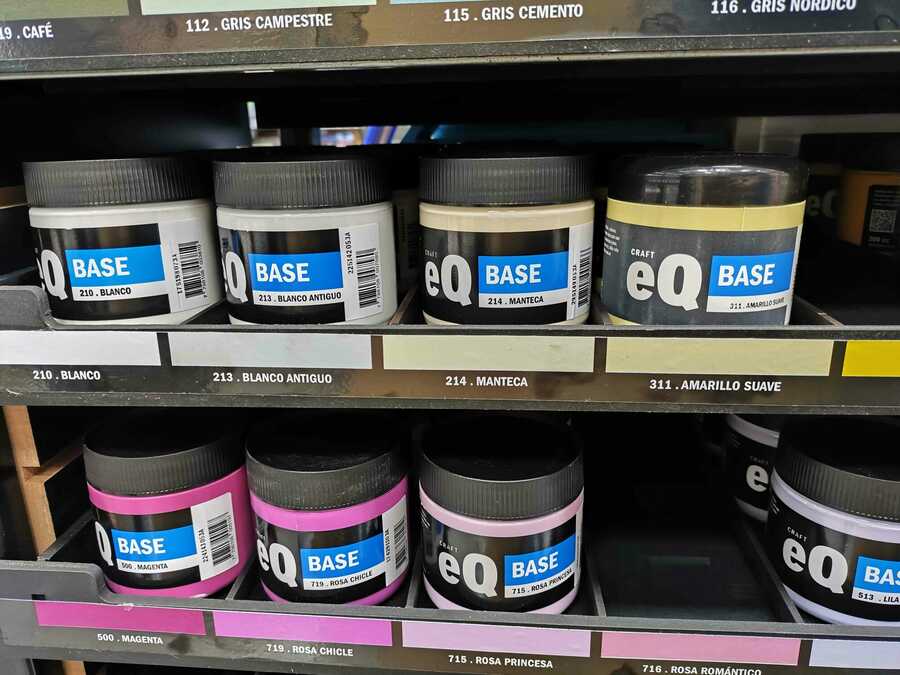 19 . CAFÉ
112 . GRIS CAMPESTRE
115 . GRIS CEMENTO
116 . GRIS NÓRDICO
Q
BASE
210 . BLANCO
eQ
BASE
213 . BLANCO ANTIGUO
225142053A
CRAFT
eQ
BASE
214 . MANTECA
CRAFT
eQ
BASE
311 . AMARILLO SUAVE
210 . BLANCO
213 . BLANCO ANTIGUO
214 . MANTECA
311 . AMARILLO SUAVE
Q
BASE
500 . MAGENTA
eQ
BASE
719 . ROSA CHICLE
CRAFT
eQ
BASE
715 . ROSA PRINCESA
eQ
CRAFT
eQ
BAS
513 . LILA
500 . MAGENTA
719 . ROSA CHICLE
715 . ROSA PRINCESA
716 . ROSA ROMÁNTICO